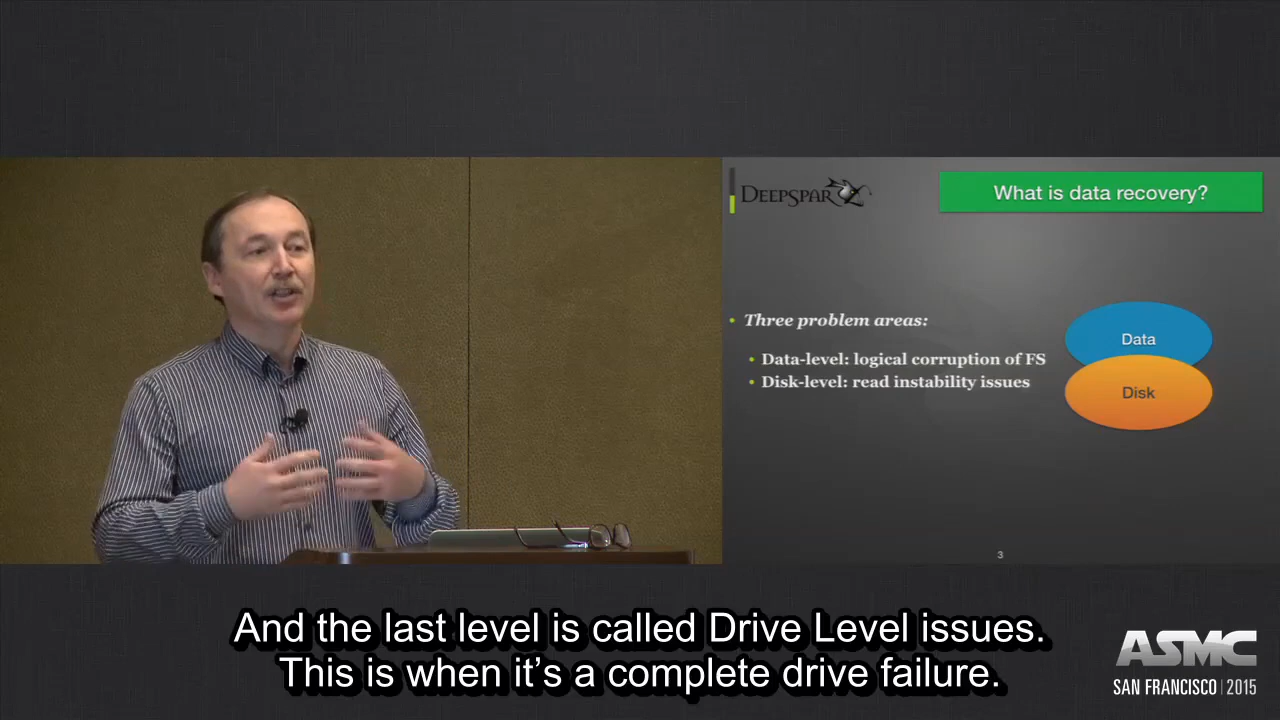 DEEPSPAR
What is data recovery?
• Three problem areas:
• Data-level: logical corruption of FS
• Disk-level: read instability issues
Data
Disk
3
And the last level is called Drive Level issues.
This is when it’s a complete drive failure.
ASMC
SAN FRANCISCO | 2015